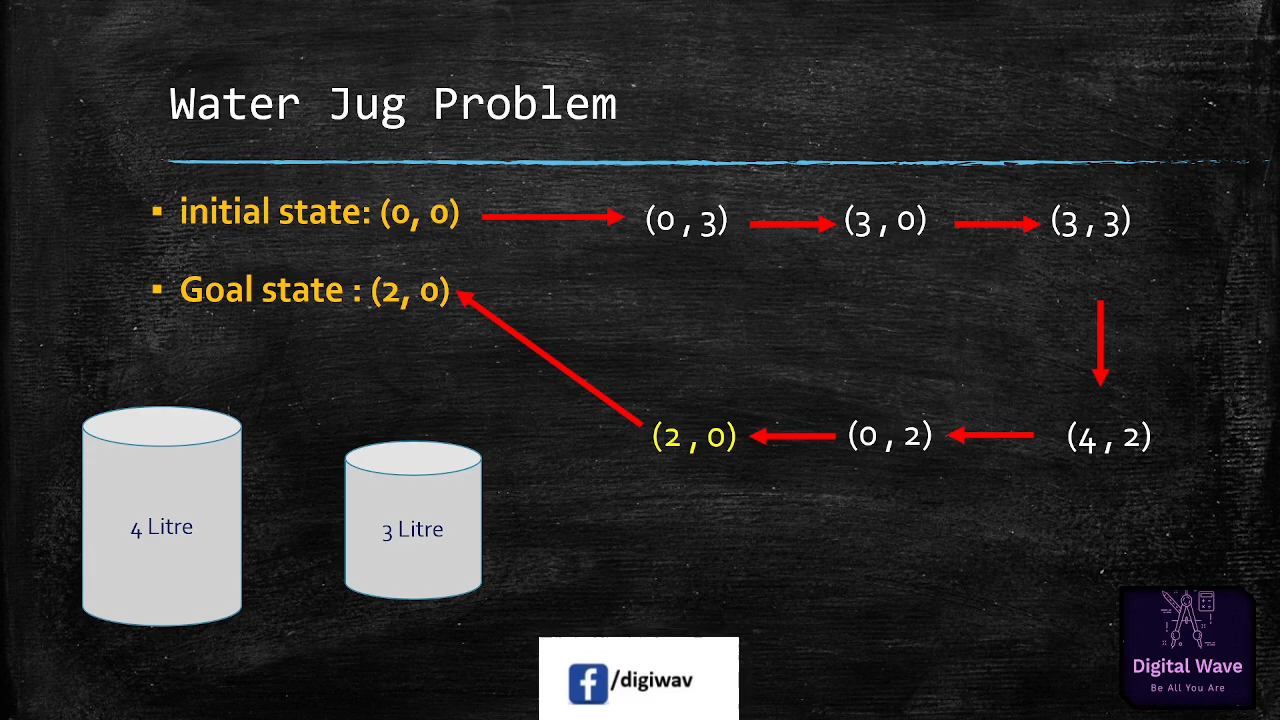 Water Jug Problem
▪ initial state: (0, 0) (0 , 3) (3 , 0) (3 , 3)
▪ Goal state : (2, 0)
(2 , 0) (0 , 2) (4 , 2)
4 Litre 3 Litre
f/digiwav
Digital Wave
Be All You Are